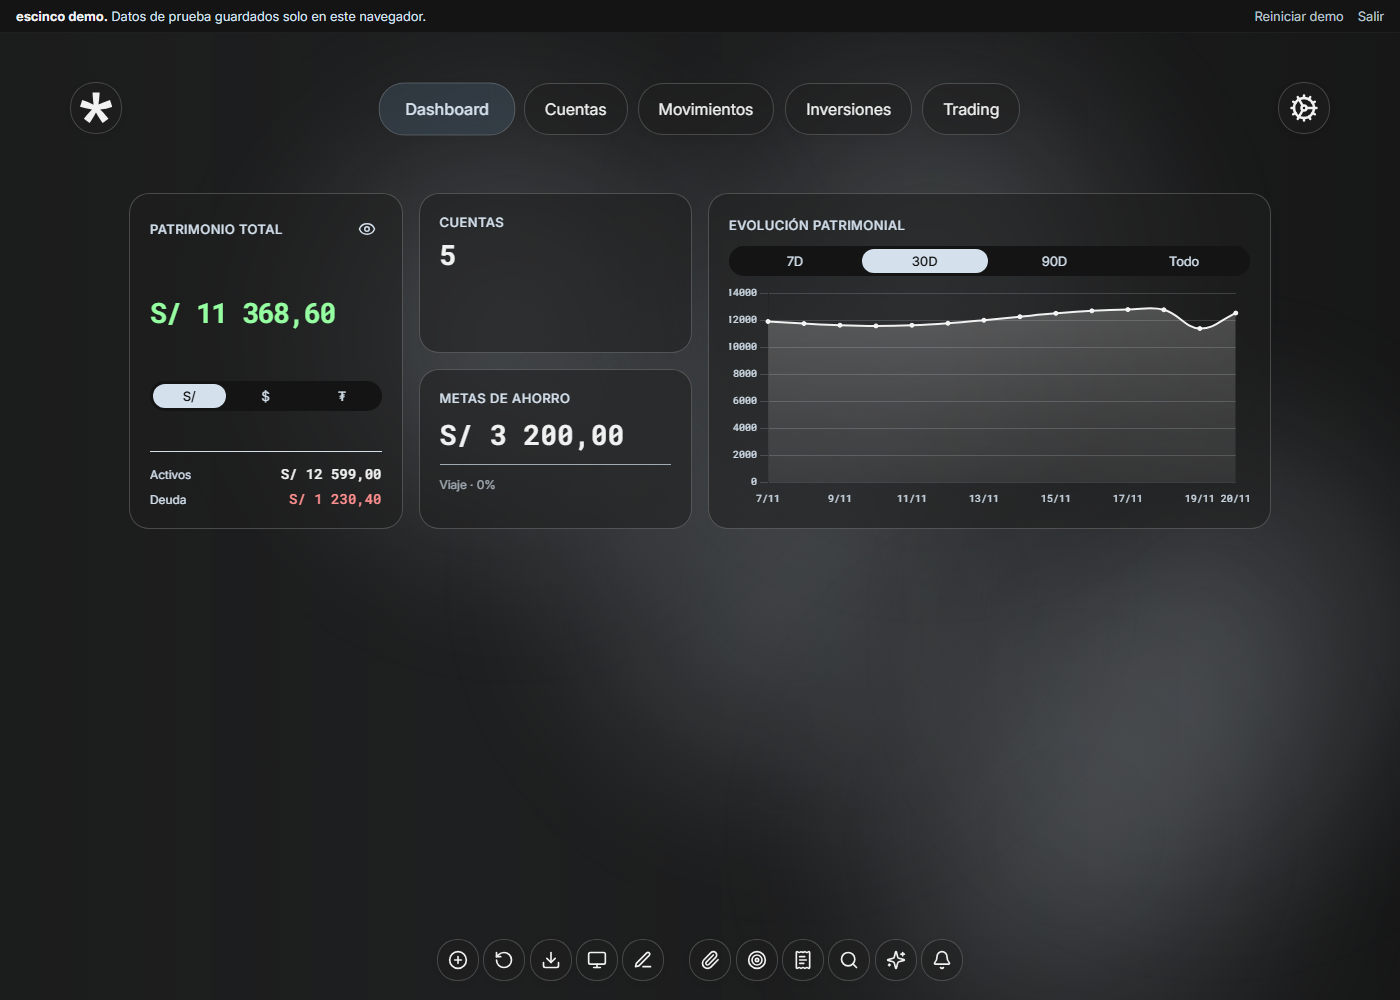 escinco demo. Datos de prueba guardados solo en este navegador.
Reiniciar demo
Salir
Dashboard
Cuentas
Movimientos
Inversiones
Trading
PATRIMONIO TOTAL
S/ 11 368,60
S/
$
₮
Activos
S/ 12 599,00
Deuda
S/ 1 230,40
CUENTAS
5
METAS DE AHORRO
S/ 3 200,00
Viaje · 0%
EVOLUCIÓN PATRIMONIAL
7D
30D
90D
Todo
14000
12000
10000
8000
6000
4000
2000
0
7/11
9/11
11/11
13/11
15/11
17/11
19/11
20/11